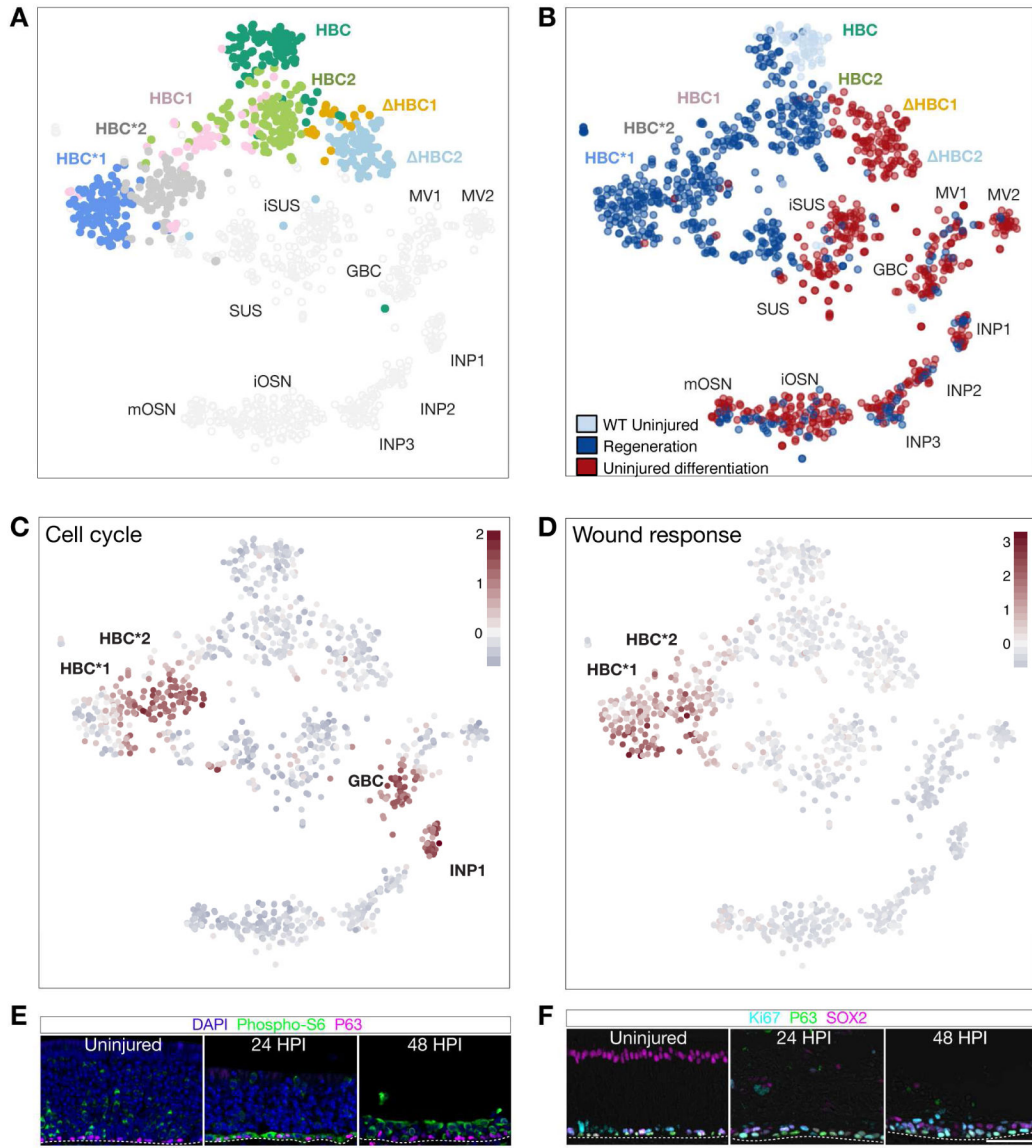 A
HBC
HBC1
HBC2
ΔHBC1
HBC*2
HBC*1
ΔHBC2
MV1
MV2
iSUS
GBC
SUS
INP1
iOSN
mOSN
INP2
INP3
B
HBC
HBC1
HBC2
ΔHBC1
HBC*2
HBC*1
ΔHBC2
MV1
MV2
iSUS
GBC
SUS
INP1
mOSN
iOSN
INP2
INP3
WT Uninjured
Regeneration
Uninjured differentiation
C
Cell cycle
2
1
0
HBC*2
HBC*1
GBC
INP1
D
Wound response
3
2
1
0
HBC*2
HBC*1
E
DAPI Phospho-S6 P63
Uninjured 24 HPI 48 HPI
F
Ki67 P63 SOX2
Uninjured 24 HPI 48 HPI